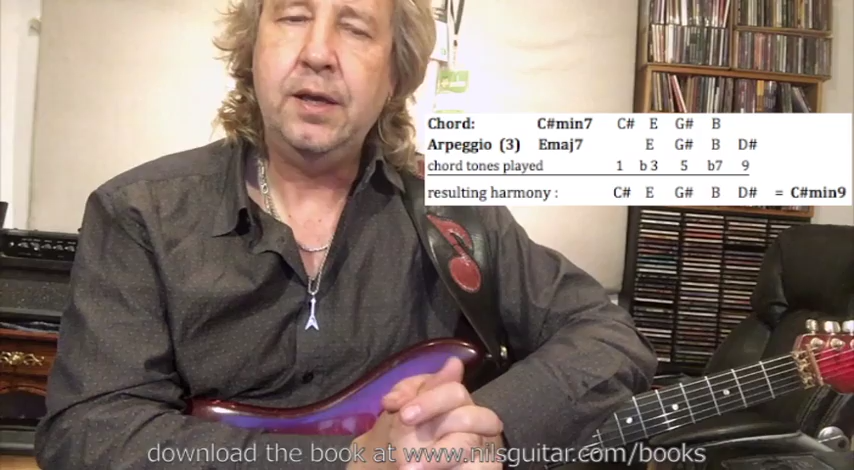 Chord: C#min7 C# E G# B
Arpeggio (3) Emaj7 E G# B D#
chord tones played 1 b3 5 b7 9
resulting harmony : C# E G# B D# = C#min9
download the book at www.nilsguitar.com/books